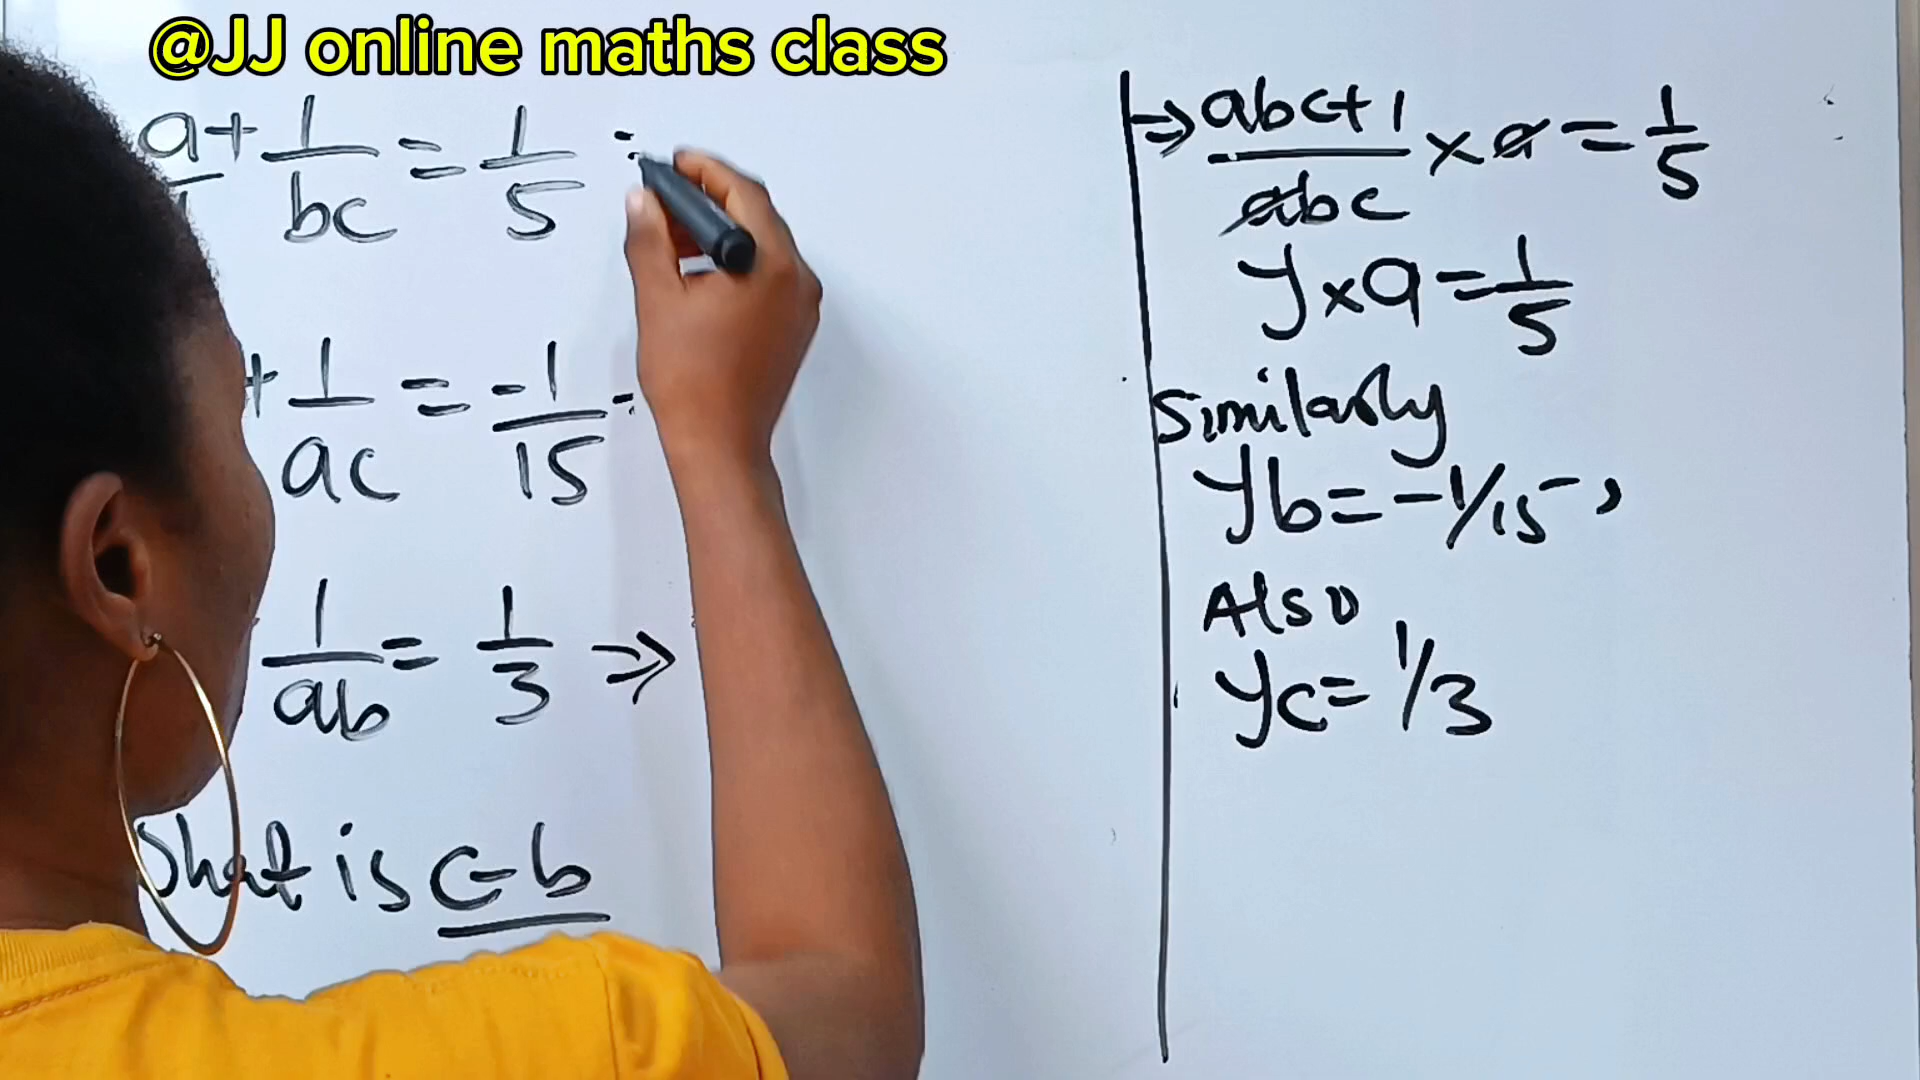 @JJ online maths class
a/1 + 1/bc = 1/5
+ 1/ac = -1/15
1/ab = 1/3 ⇒
What is c-b
⇒ abc+1/abc × a = 1/5
y × a = 1/5
Similarly
yb = -1/15,
Also
yc = 1/3